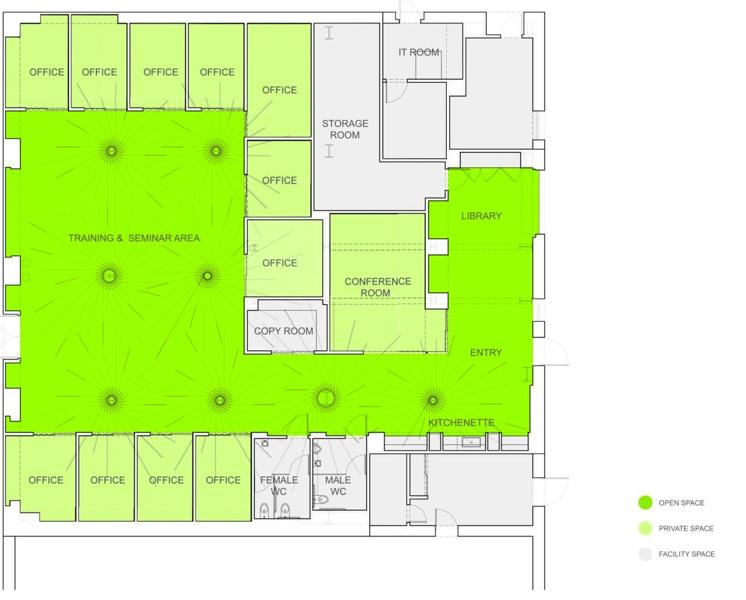 IT ROOM
OFFICE
OFFICE
OFFICE
OFFICE
OFFICE
STORAGE
ROOM
OFFICE
LIBRARY
TRAINING & SEMINAR AREA
OFFICE
CONFERENCE
ROOM
COPY ROOM
ENTRY
KITCHENETTE
OFFICE
OFFICE
OFFICE
OFFICE
FEMALE
WC
MALE
WC
OPEN SPACE
PRIVATE SPACE
FACILITY SPACE